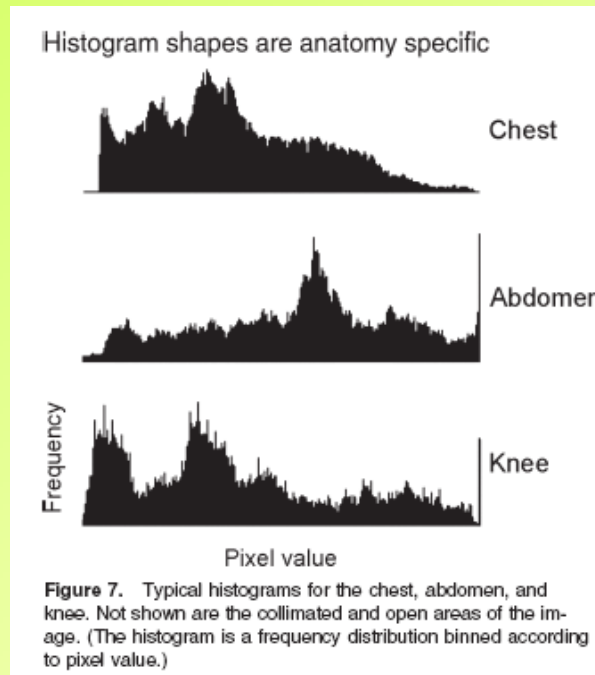 Histogram shapes are anatomy specific
Chest
Abdomen
Knee
Frequency
Pixel value
Figure 7. Typical histograms for the chest, abdomen, and
knee. Not shown are the collimated and open areas of the im-
age. (The histogram is a frequency distribution binned according
to pixel value.)